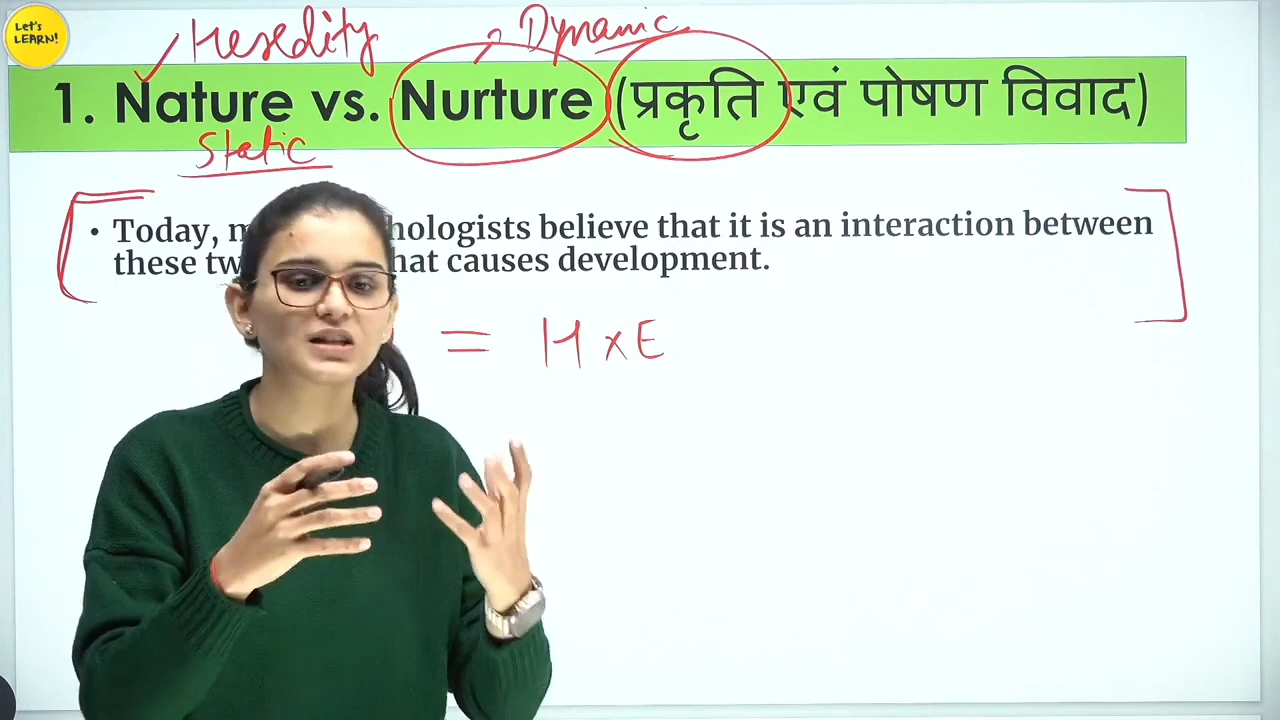 Let's
LEARN!
Heredity
Dynamic
1. Nature vs. Nurture (प्रकृति एवं पोषण विवाद)
Static
• Today, hologists believe that it is an interaction between
these hat causes development.
= H x E